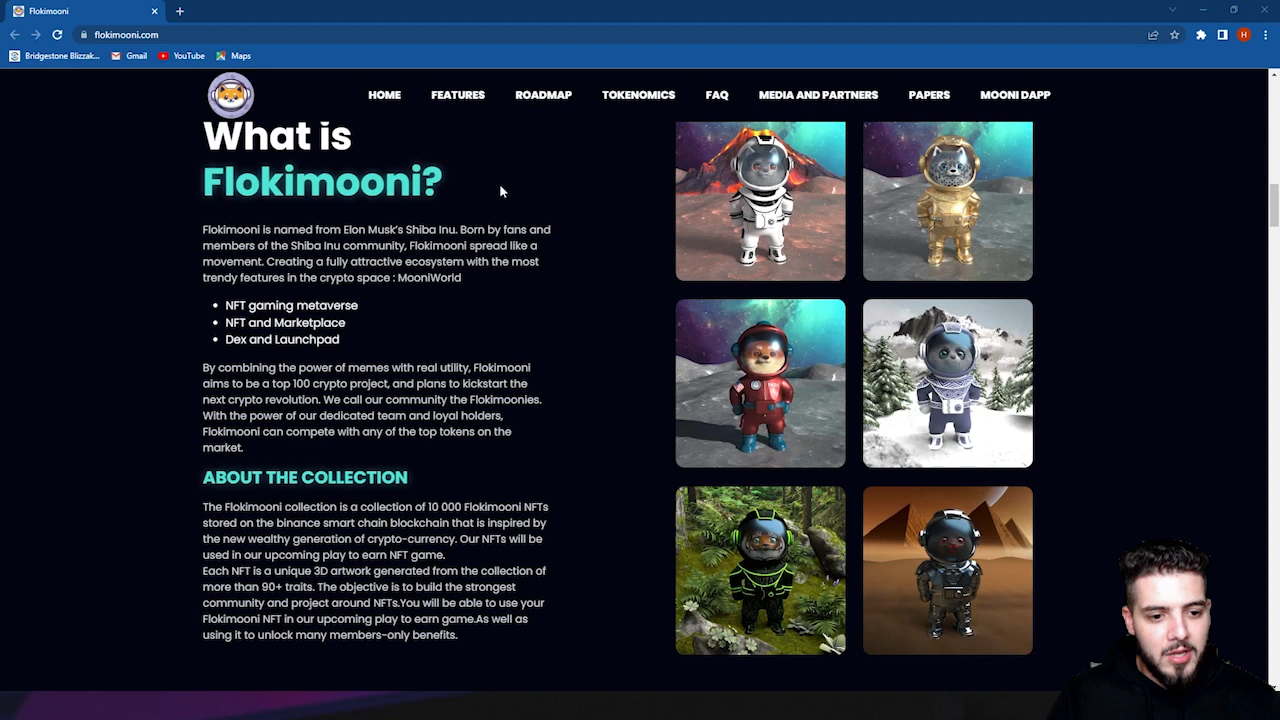 Flokimooni
flokimooni.com
H
Bridgestone Blizzak...
Gmail
YouTube
Maps
HOME
FEATURES
ROADMAP
TOKENOMICS
FAQ
MEDIA AND PARTNERS
PAPERS
MOONI DAPP
What is
Flokimooni?
Flokimooni is named from Elon Musk's Shiba Inu. Born by fans and
members of the Shiba Inu community, Flokimooni spread like a
movement. Creating a fully attractive ecosystem with the most
trendy features in the crypto space : MooniWorld
• NFT gaming metaverse
• NFT and Marketplace
• Dex and Launchpad
By combining the power of memes with real utility, Flokimooni
aims to be a top 100 crypto project, and plans to kickstart the
next crypto revolution. We call our community the Flokimoonies.
With the power of our dedicated team and loyal holders,
Flokimooni can compete with any of the top tokens on the
market.
ABOUT THE COLLECTION
The Flokimooni collection is a collection of 10 000 Flokimooni NFTs
stored on the binance smart chain blockchain that is inspired by
the new wealthy generation of crypto-currency. Our NFTs will be
used in our upcoming play to earn NFT game.
Each NFT is a unique 3D artwork generated from the collection of
more than 90+ traits. The objective is to build the strongest
community and project around NFTs.You will be able to use your
Flokimooni NFT in our upcoming play to earn game.As well as
using it to unlock many members-only benefits.